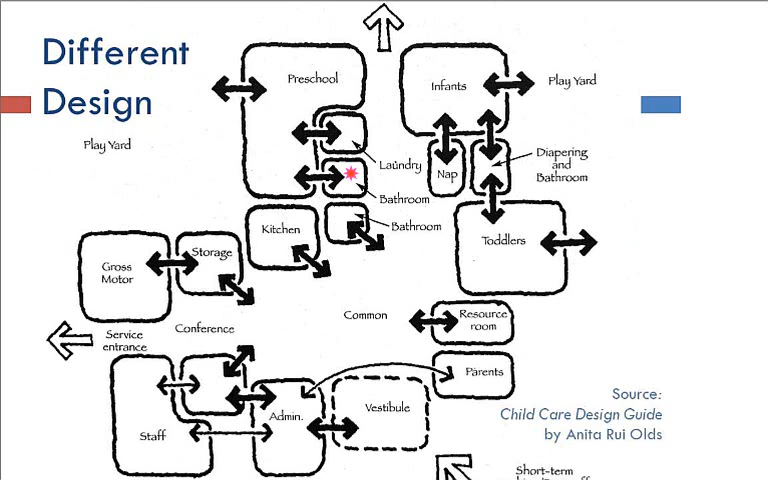 Different
Design
Preschool
Infants
Play Yard
Play Yard
Laundry
Nap
Diapering
and
Bathroom
Bathroom
Bathroom
Kitchen
Toddlers
Storage
Gross
Motor
Common
Resource
room
Conference
Service
entrance
Parents
Vestibule
Admin.
Staff
Source:
Child Care Design Guide
by Anita Rui Olds
Short-term